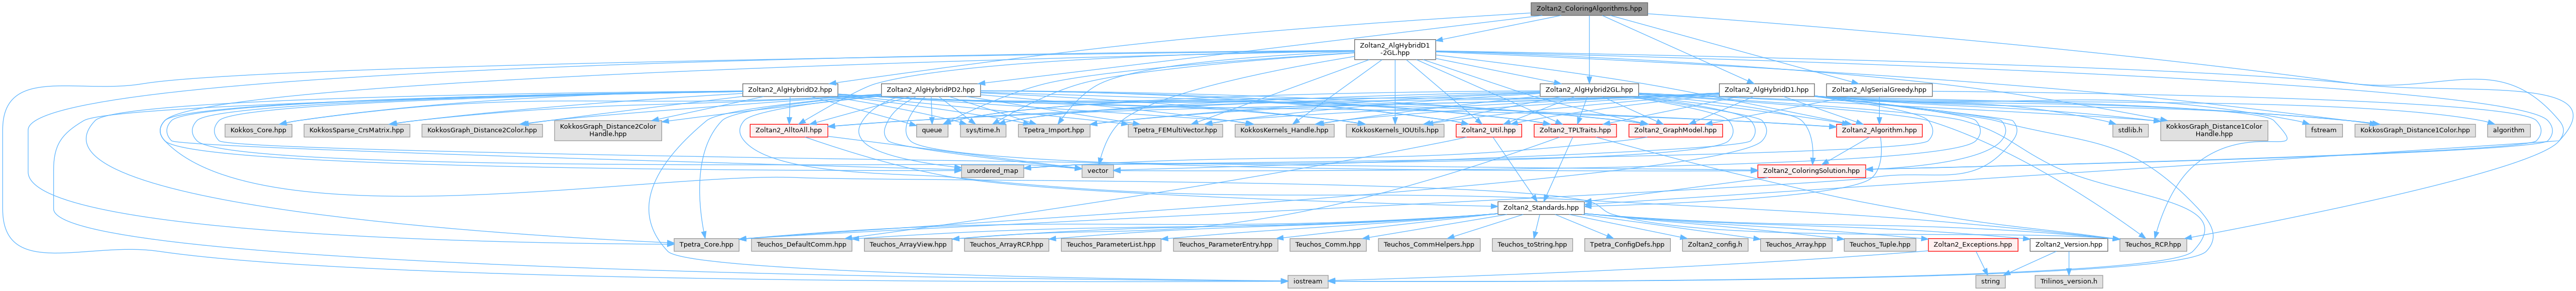 Zoltan2_ColoringAlgorithms.hpp
Zoltan2_AlgHybridD1
-2GL.hpp
Zoltan2_AlgHybridD2.hpp
Zoltan2_AlgHybridPD2.hpp
Zoltan2_AlgHybrid2GL.hpp
Zoltan2_AlgHybridD1.hpp
Zoltan2_AlgSerialGreedy.hpp
Kokkos_Core.hpp
KokkosSparse_CrsMatrix.hpp
KokkosGraph_Distance2Color.hpp
KokkosGraph_Distance2Color
Handle.hpp
Zoltan2_AlltoAll.hpp
queue
sys/time.h
Tpetra_Import.hpp
Tpetra_FEMultiVector.hpp
KokkosKernels_Handle.hpp
KokkosKernels_IOUtils.hpp
Zoltan2_Util.hpp
Zoltan2_TPLTraits.hpp
Zoltan2_GraphModel.hpp
Zoltan2_Algorithm.hpp
stdlib.h
KokkosGraph_Distance1Color
Handle.hpp
fstream
KokkosGraph_Distance1Color.hpp
algorithm
unordered_map
vector
Zoltan2_ColoringSolution.hpp
Zoltan2_Standards.hpp
Tpetra_Core.hpp
Teuchos_DefaultComm.hpp
Teuchos_ArrayView.hpp
Teuchos_ArrayRCP.hpp
Teuchos_ParameterList.hpp
Teuchos_ParameterEntry.hpp
Teuchos_Comm.hpp
Teuchos_CommHelpers.hpp
Teuchos_toString.hpp
Tpetra_ConfigDefs.hpp
Zoltan2_config.h
Teuchos_Array.hpp
Teuchos_Tuple.hpp
Zoltan2_Exceptions.hpp
Zoltan2_Version.hpp
Teuchos_RCP.hpp
iostream
string
Trilinos_version.h